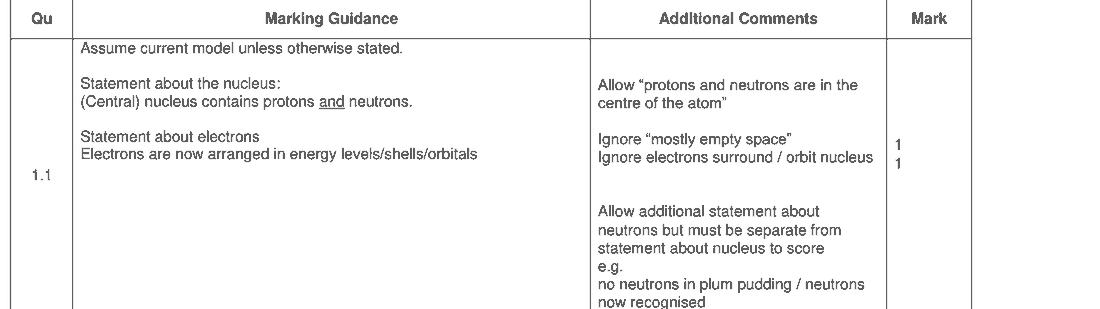 Qu Marking Guidance Additional Comments Mark
Assume current model unless otherwise stated.
Statement about the nucleus:
(Central) nucleus contains protons and neutrons.
Statement about electrons
Electrons are now arranged in energy levels/shells/orbitals
1.1
Allow “protons and neutrons are in the
centre of the atom”
Ignore “mostly empty space”
Ignore electrons surround / orbit nucleus
Allow additional statement about
neutrons but must be separate from
statement about nucleus to score
e.g.
no neutrons in plum pudding / neutrons
now recognised
1
1